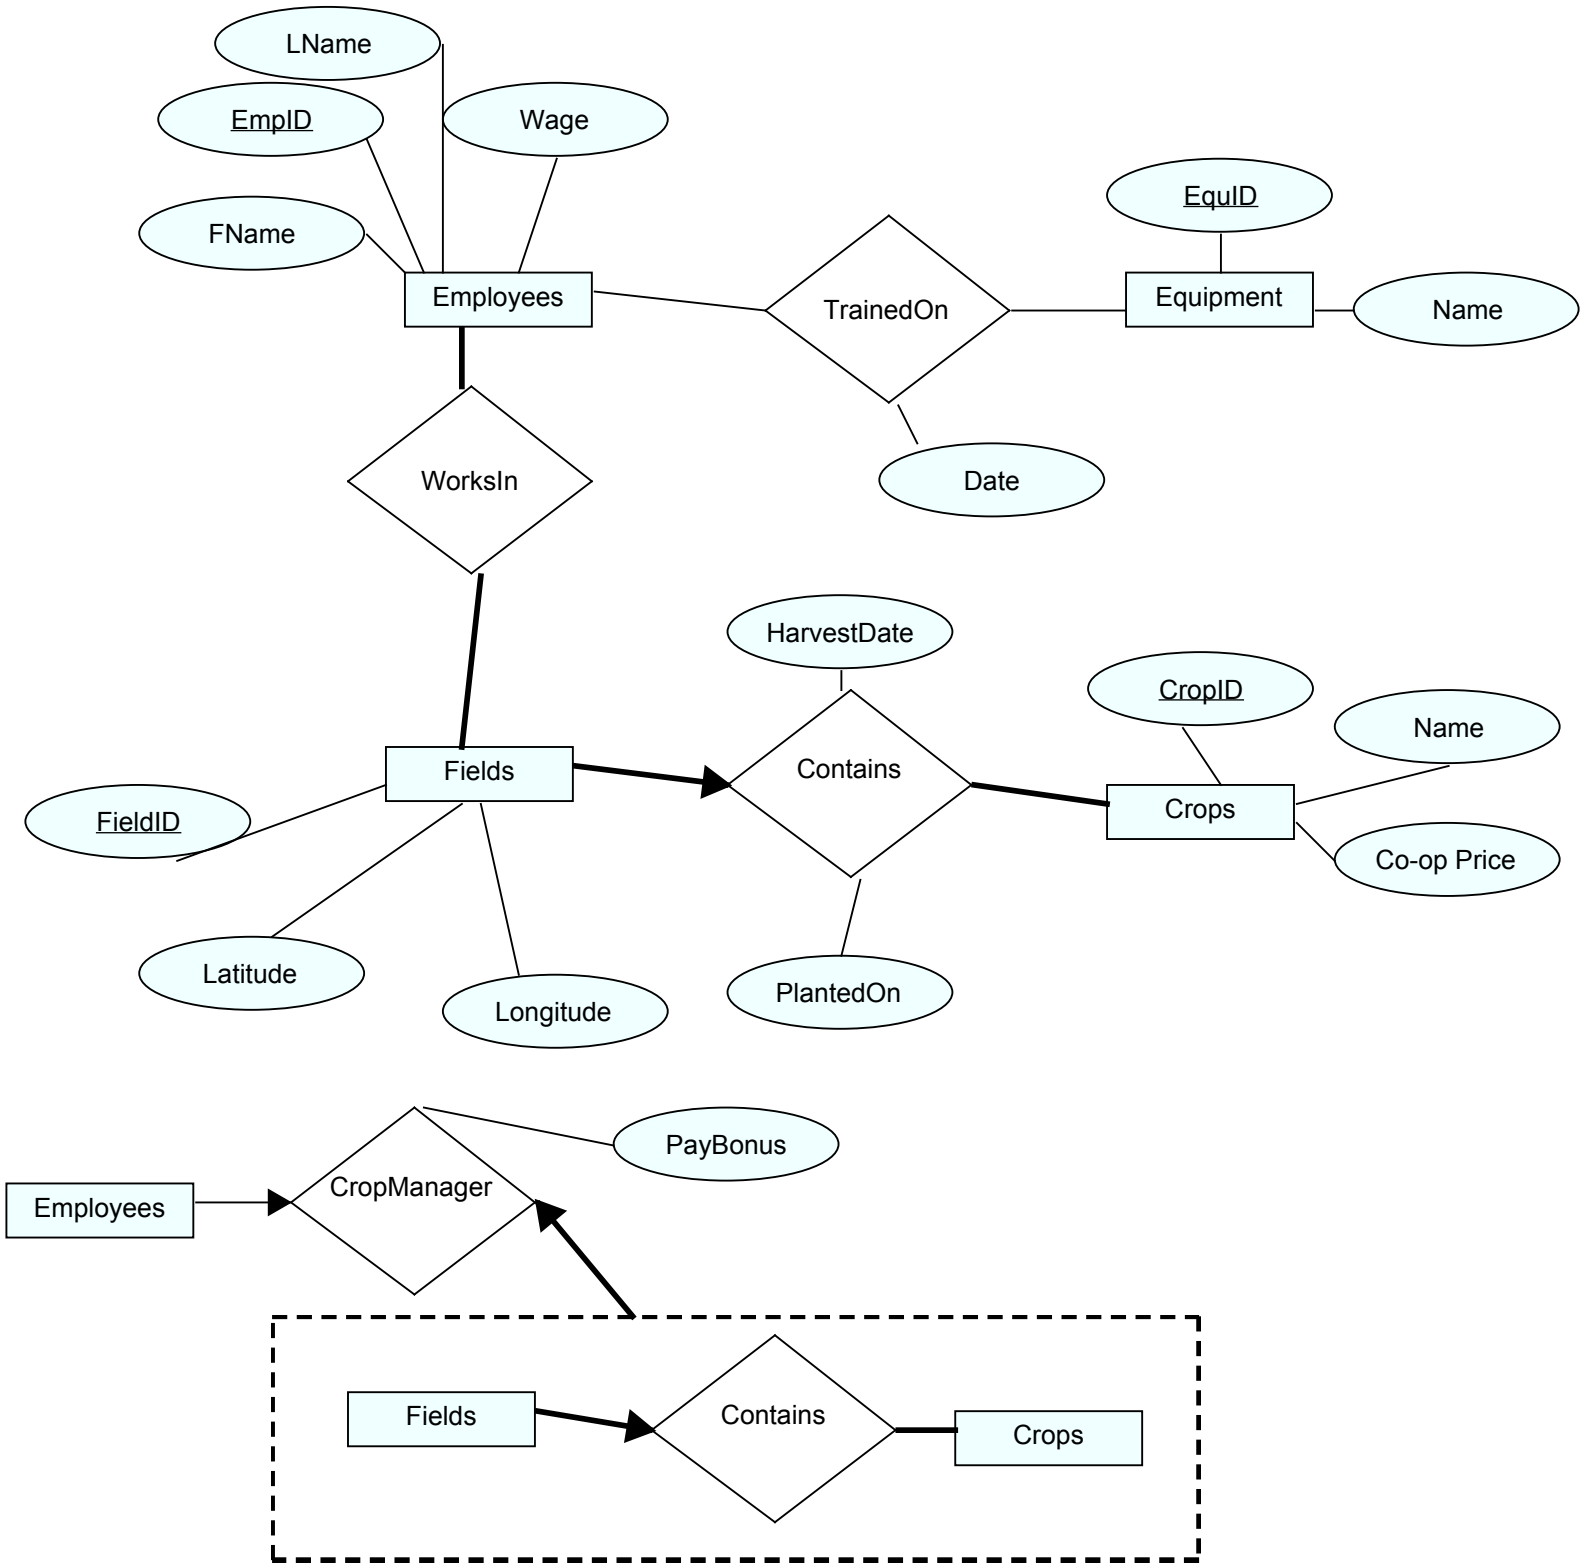 LName
EmpID
Wage
FName
EquID
Employees
TrainedOn
Equipment
Name
WorksIn
Date
HarvestDate
CropID
Name
Fields
Contains
Crops
FieldID
Co-op Price
Latitude
Longitude
PlantedOn
PayBonus
CropManager
Employees
Fields
Contains
Crops